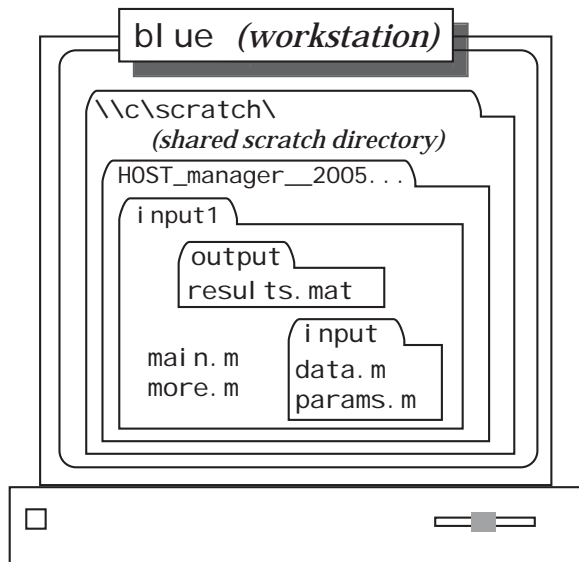 blue (workstation)
\\c\scratch\
(shared scratch directory)
HOST_manager__2005...
input1
output
results.mat
input
main.m
data.m
more.m
params.m